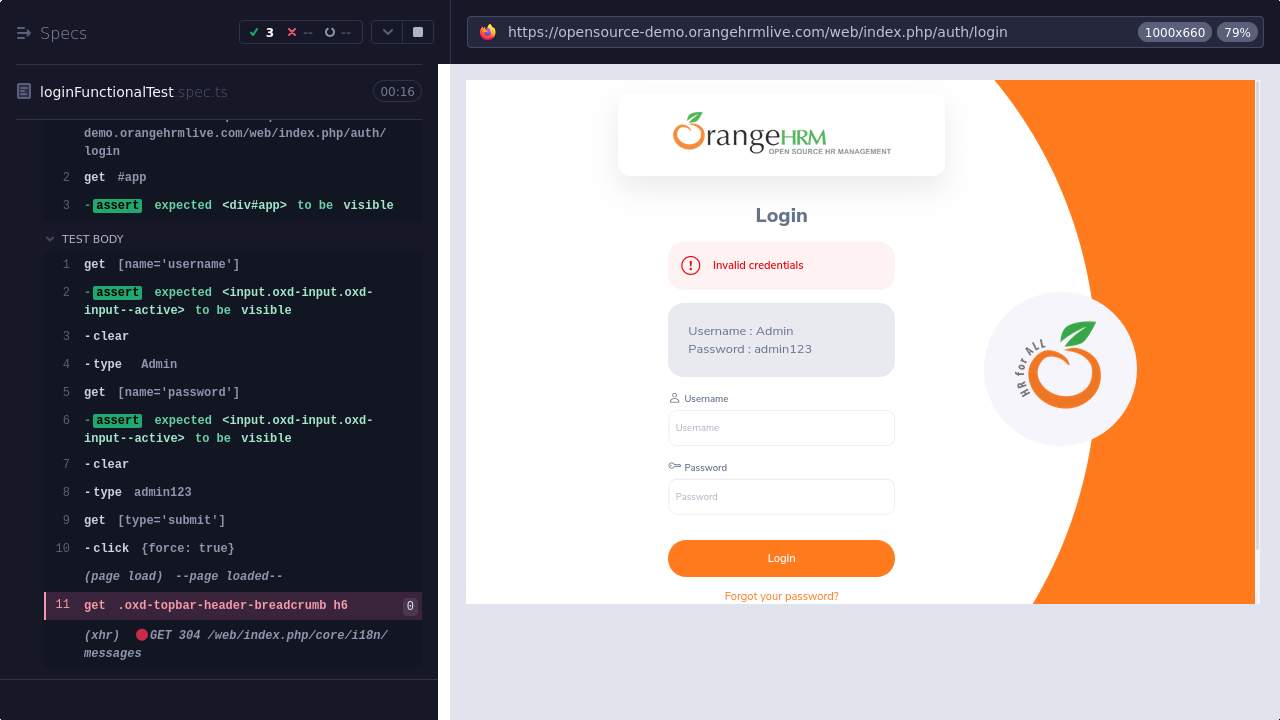 Specs
3
--
--
loginFunctionalTest.spec.ts
00:16
demo.orangehrmlive.com/web/index.php/auth/
login
2 get #app
3 -assert expected <div#app> to be visible
TEST BODY
1 get [name='username']
2 -assert expected <input.oxd-input.oxd-
input--active> to be visible
3 -clear
4 -type Admin
5 get [name='password']
6 -assert expected <input.oxd-input.oxd-
input--active> to be visible
7 -clear
8 -type admin123
9 get [type='submit']
10 -click {force: true}
(page load) --page loaded--
11 get .oxd-topbar-header-breadcrumb h6 0
(xhr) GET 304 /web/index.php/core/i18n/
messages
https://opensource-demo.orangehrmlive.com/web/index.php/auth/login
1000x660
79%
OrangeHRM
OPEN SOURCE HR MANAGEMENT
Login
Invalid credentials
Username : Admin
Password : admin123
Username
Username
Password
Password
Login
Forgot your password?
HR for ALL